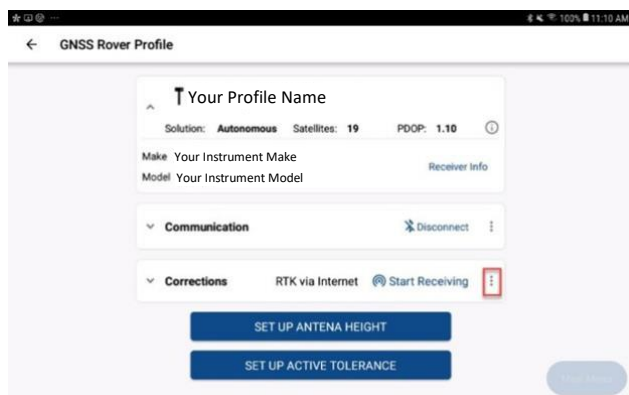 100% 11:10 AM
GNSS Rover Profile
Your Profile Name
Solution: Autonomous Satellites: 19 PDOP: 1.10
Make Your Instrument Make
Receiver Info
Model Your Instrument Model
Communication Disconnect
Corrections RTK via Internet Start Receiving
SET UP ANTENA HEIGHT
SET UP ACTIVE TOLERANCE